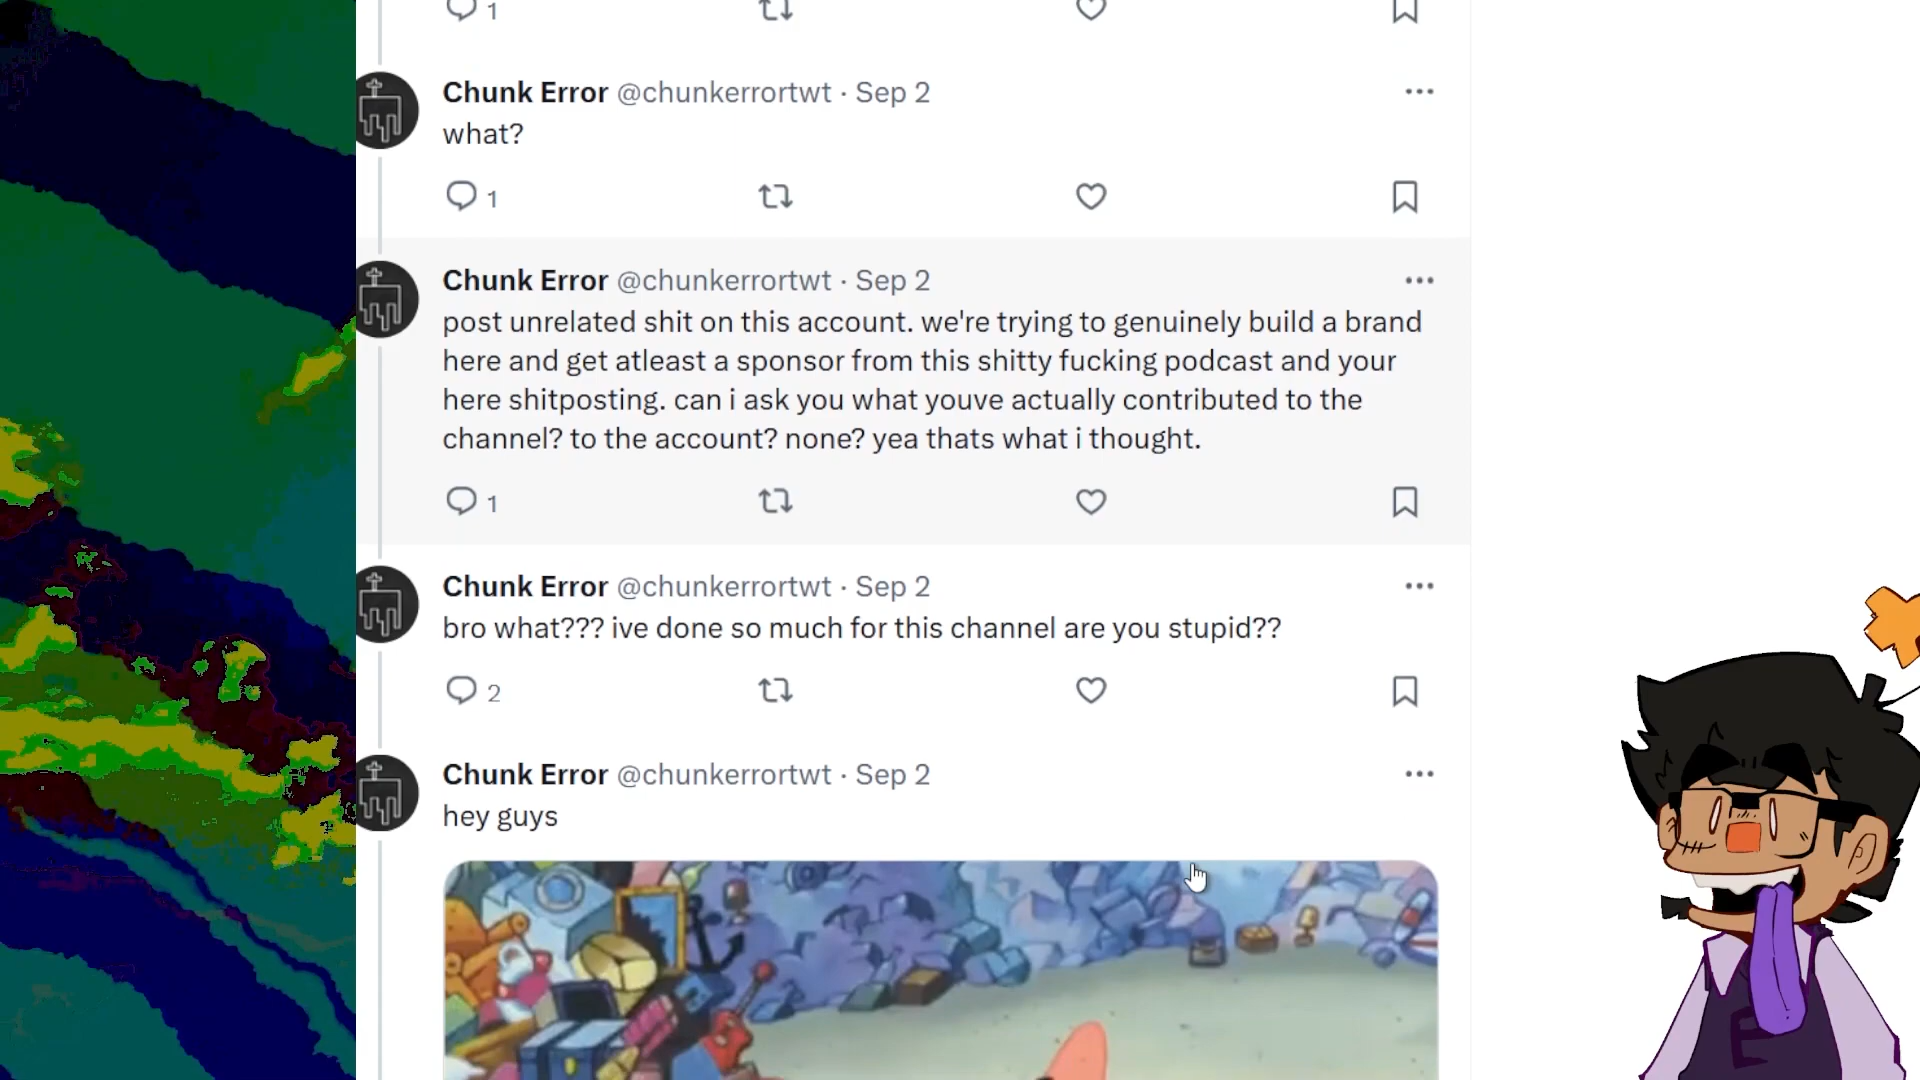 1
Chunk Error @chunkerrortwt · Sep 2
what?
1
Chunk Error @chunkerrortwt · Sep 2
post unrelated shit on this account. we're trying to genuinely build a brand
here and get atleast a sponsor from this shitty fucking podcast and your
here shitposting. can i ask you what youve actually contributed to the
channel? to the account? none? yea thats what i thought.
1
Chunk Error @chunkerrortwt · Sep 2
bro what??? ive done so much for this channel are you stupid??
2
Chunk Error @chunkerrortwt · Sep 2
hey guys
E